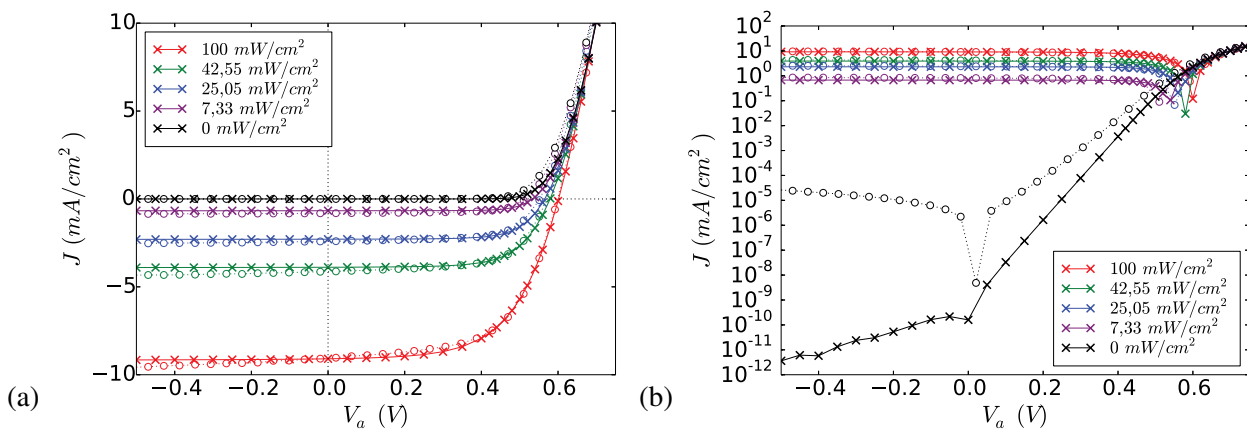 10
5
0
−5
−10
J (mA/cm²)
100 mW/cm²
42,55 mW/cm²
25,05 mW/cm²
7,33 mW/cm²
0 mW/cm²
−0.4 −0.2 0.0 0.2 0.4 0.6
V_a (V)
(a)
10²
10¹
10⁰
10⁻¹
10⁻²
10⁻³
10⁻⁴
10⁻⁵
10⁻⁶
10⁻⁷
10⁻⁸
10⁻⁹
10⁻¹⁰
10⁻¹¹
10⁻¹²
J (mA/cm²)
100 mW/cm²
42,55 mW/cm²
25,05 mW/cm²
7,33 mW/cm²
0 mW/cm²
−0.4 −0.2 0.0 0.2 0.4 0.6
V_a (V)
(b)